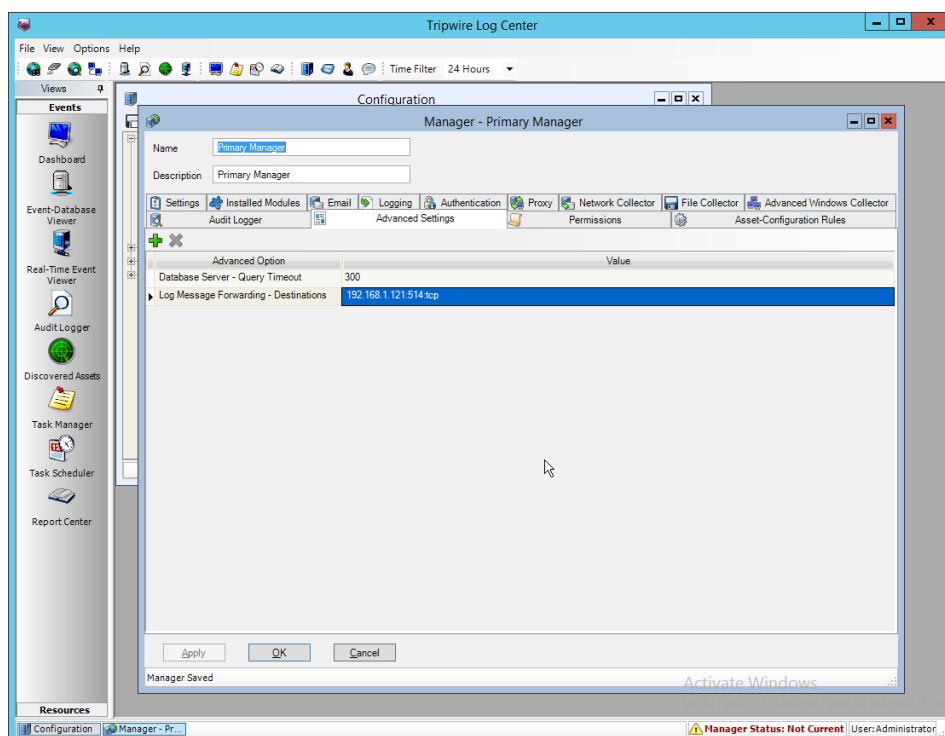 Tripwire Log Center
File View Options Help
Time Filter 24 Hours
Views
Events
Dashboard
Event-Database
Viewer
Real-Time Event
Viewer
Audit Logger
Discovered Assets
Task Manager
Task Scheduler
Report Center
Resources
Configuration
Manager - Primary Manager
Name Primary Manager
Description Primary Manager
Settings Installed Modules Email Logging Authentication Proxy Network Collector File Collector Advanced Windows Collector
Audit Logger Advanced Settings Permissions Asset-Configuration Rules
Advanced Option Value
Database Server - Query Timeout 300
Log Message Forwarding - Destinations 192.168.1.121:514:tcp
Apply OK Cancel
Manager Saved
Activate Windows
Configuration Manager - Pr... Manager Status: Not Current User: Administrator